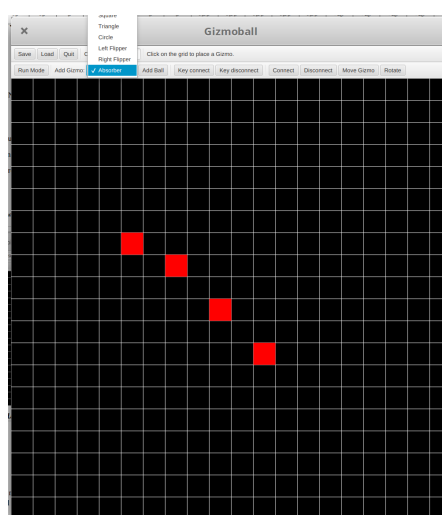 Square
Triangle
Circle
Left Flipper
Right Flipper
✓ Absorber
Gizmoball
Save Load Quit
Click on the grid to place a Gizmo.
Run Mode Add Gizmo Add Ball Key connect Key disconnect Connect Disconnect Move Gizmo Rotate